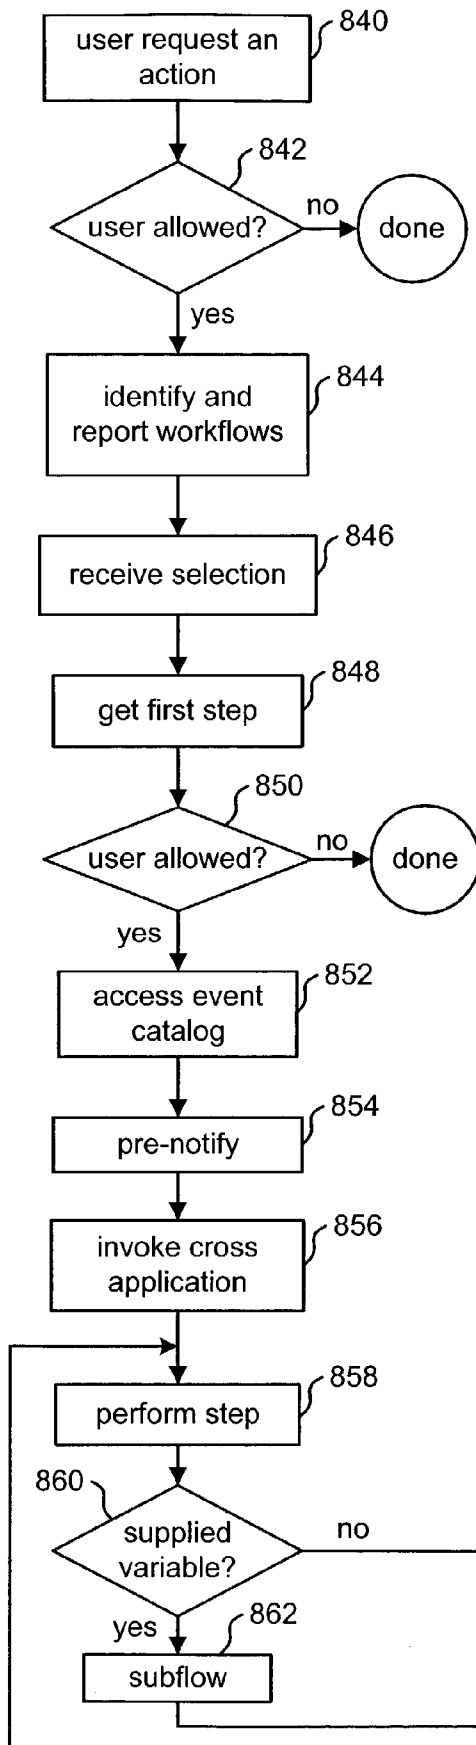 840
user request an
action
842
user allowed?
no
done
yes
844
identify and
report workflows
846
receive selection
848
get first step
850
user allowed?
no
done
yes
852
access event
catalog
854
pre-notify
856
invoke cross
application
858
perform step
860
supplied
variable?
no
yes
862
subflow